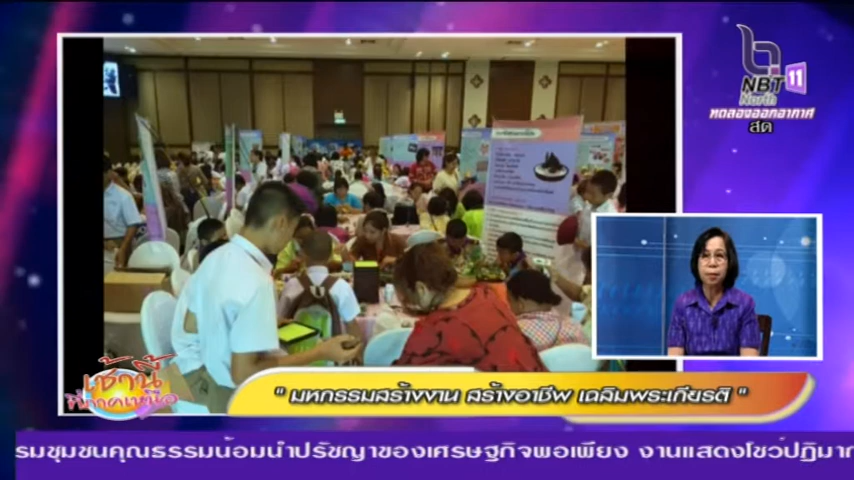 NBT 11
North
ทดลองออกอากาศ
สด
เช้านี้
ที่ภาคเหนือ
" มหกรรมสร้างงาน สร้างอาชีพ เฉลิมพระเกียรติ "
รมชุมชนคุณธรรมน้อมนำปรัชญาของเศรษฐกิจพอเพียง งานแสดงโชว์ปฏิมาก